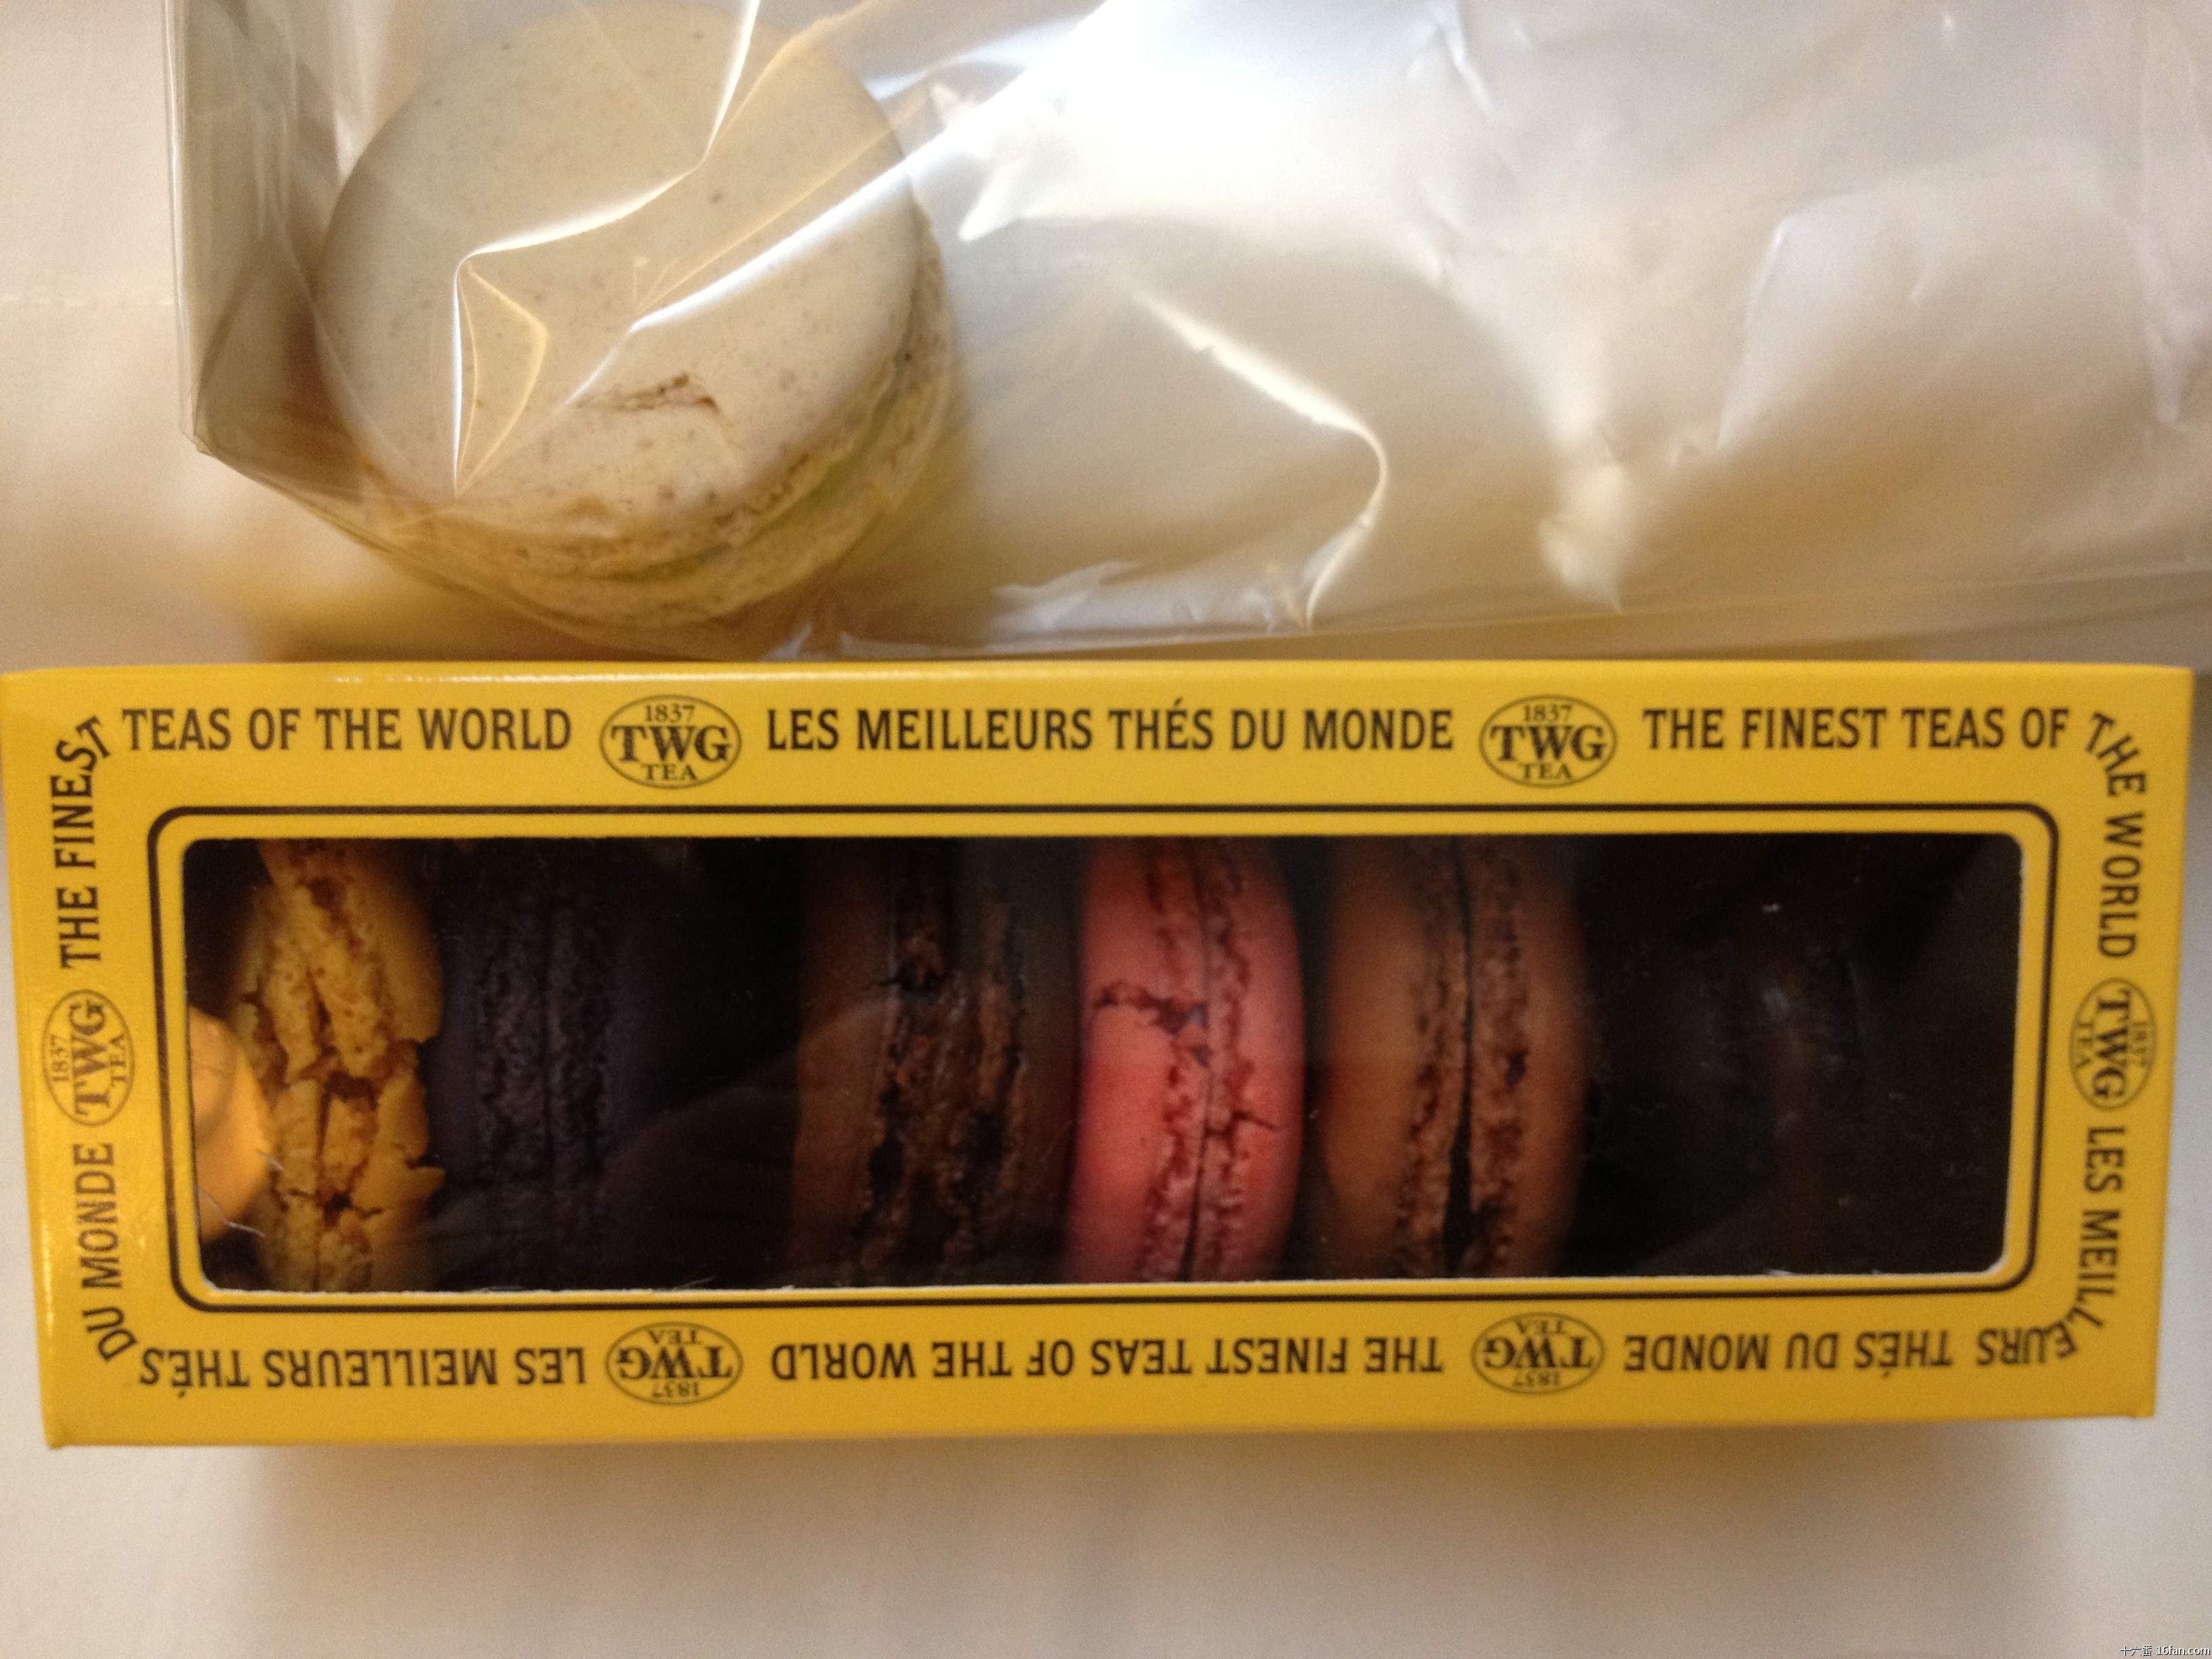 THE FINEST TEAS OF THE WORLD 1837 TWG TEA LES MEILLEURS THÉS DU MONDE 1837 TWG TEA THE FINEST TEAS OF THE WORLD
1837 TWG TEA
LES MEILLEURS THÉS DU MONDE 1837 TWG TEA THE FINEST TEAS OF THE WORLD 1837 TWG TEA LES MEILLEURS THÉS DU MONDE
1837 TWG TEA
十六番 16fan.com